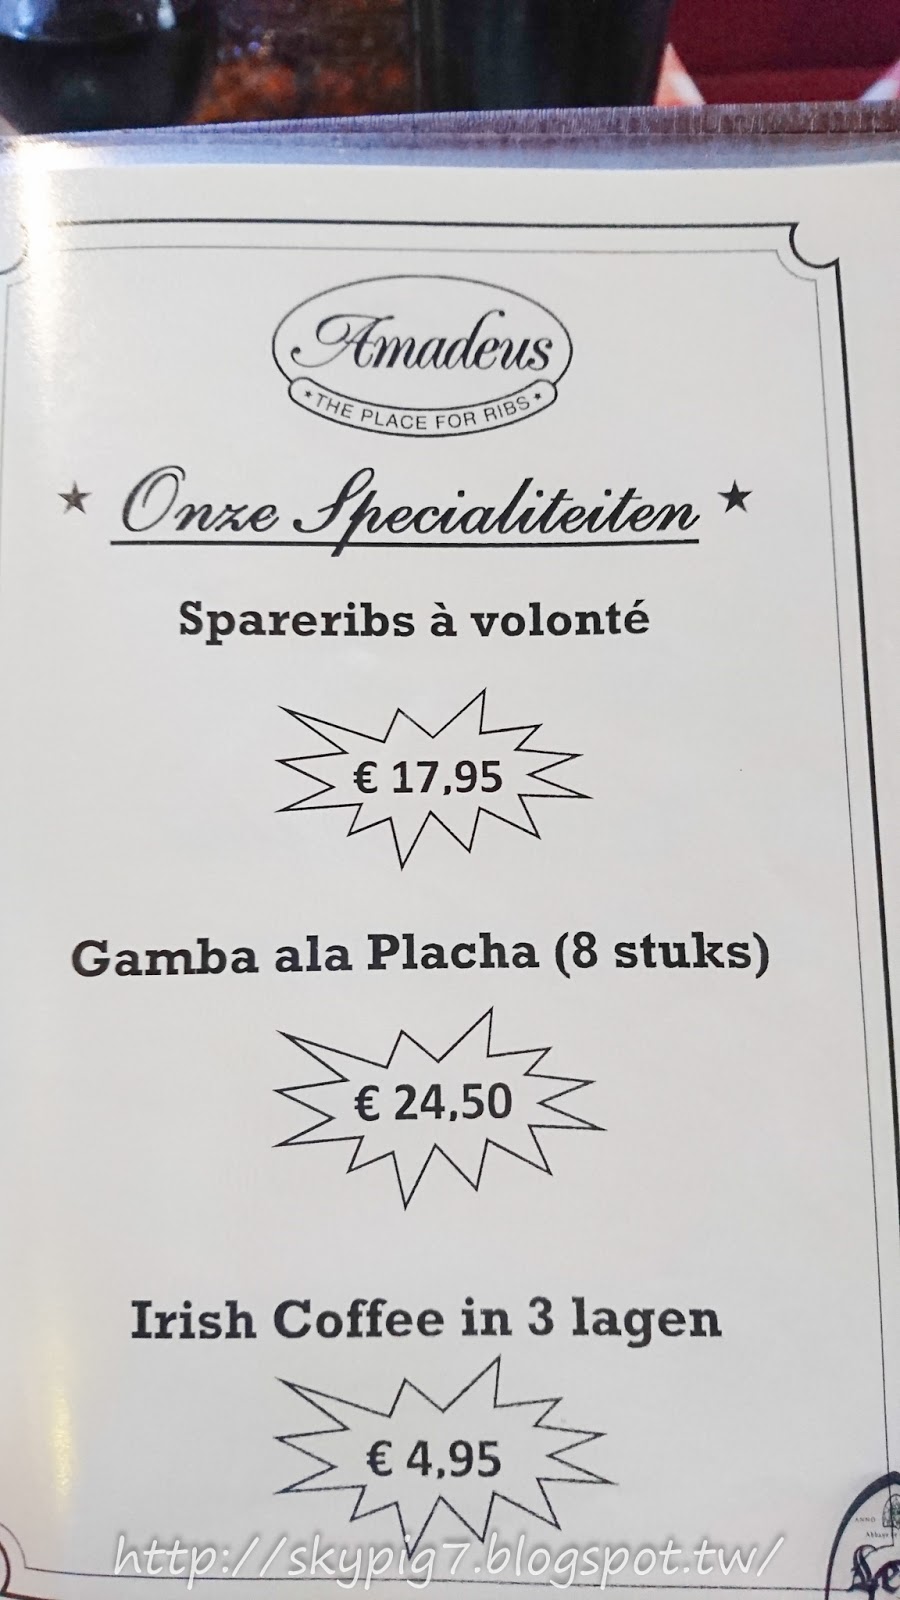 Amadeus
★ THE PLACE FOR RIBS ★
★ Onze Specialiteiten ★
Spareribs à volonté
€ 17,95
Gamba ala Placha (8 stuks)
€ 24,50
Irish Coffee in 3 lagen
€ 4,95
ANNO
http://skypig7.blogspot.tw/